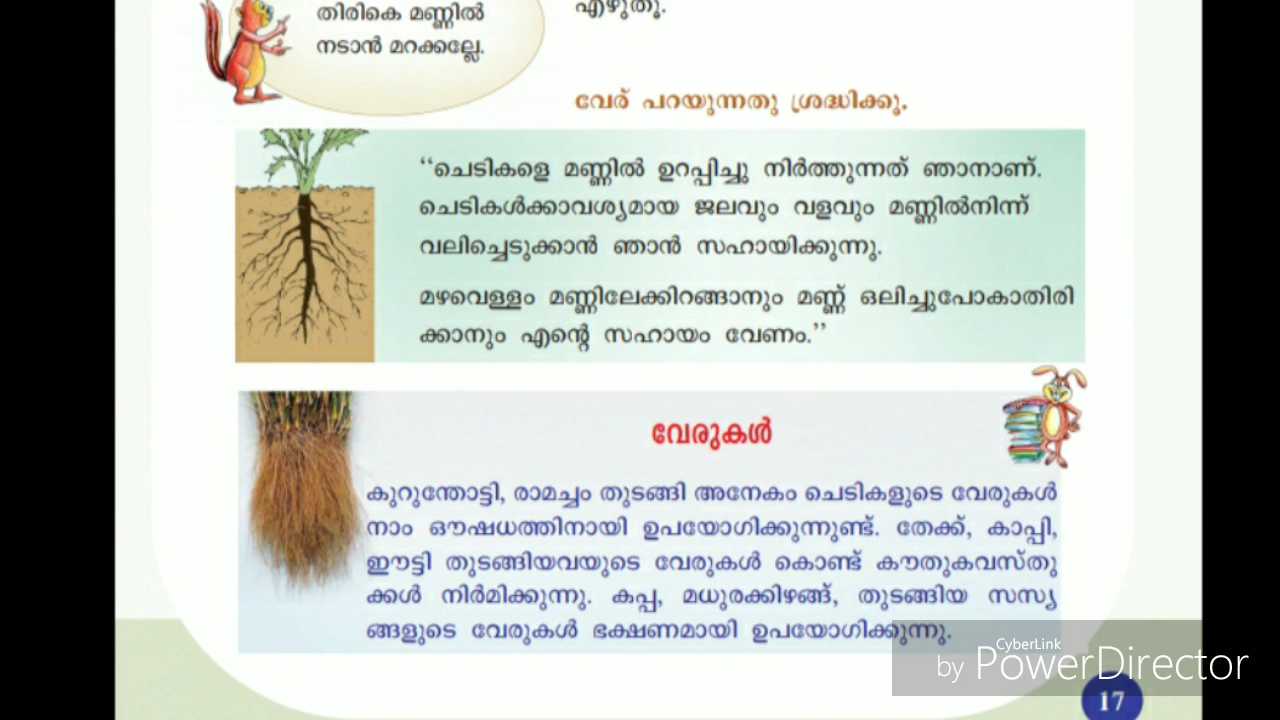 തിരികെ മണ്ണിൽ
നടാൻ മറക്കല്ലേ.
എഴുതൂ.
വേര് പറയുന്നതു ശ്രദ്ധിക്കൂ.
‘‘ചെടികളെ മണ്ണിൽ ഉറപ്പിച്ചു നിർത്തുന്നത് ഞാനാണ്.
ചെടികൾക്കാവശ്യമായ ജലവും വളവും മണ്ണിൽനിന്ന്
വലിച്ചെടുക്കാൻ ഞാൻ സഹായിക്കുന്നു.
മഴവെള്ളം മണ്ണിലേക്കിറങ്ങാനും മണ്ണ് ഒലിച്ചുപോകാതിരി
ക്കാനും എന്റെ സഹായം വേണം.’’
വേരുകൾ
കുറുന്തോട്ടി, രാമച്ചം തുടങ്ങി അനേകം ചെടികളുടെ വേരുകൾ
നാം ഔഷധത്തിനായി ഉപയോഗിക്കുന്നുണ്ട്. തേക്ക്, കാപ്പി,
ഈട്ടി തുടങ്ങിയവയുടെ വേരുകൾ കൊണ്ട് കൗതുകവസ്തു
ക്കൾ നിർമിക്കുന്നു. കപ്പ, മധുരക്കിഴങ്ങ്, തുടങ്ങിയ സസ്യ
ങ്ങളുടെ വേരുകൾ ഭക്ഷണമായി ഉപയോഗിക്കുന്നു.
CyberLink
by PowerDirector
17